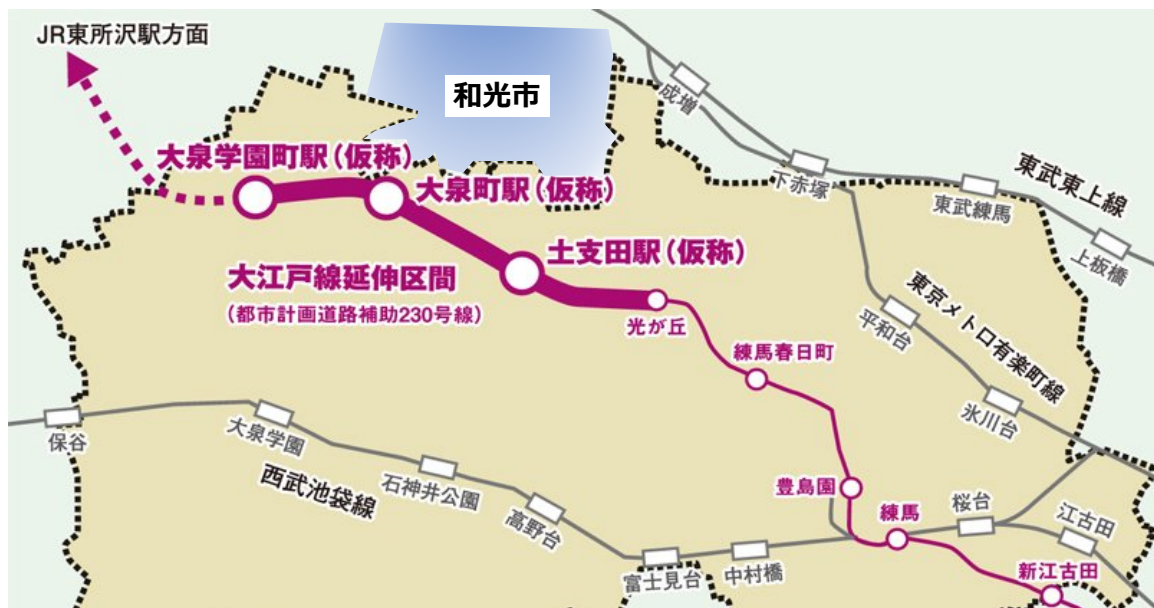 JR東所沢駅方面
和光市
成増
大泉学園町駅（仮称）
大泉町駅（仮称）
下赤塚
東武東上線
東武練馬
上板橋
土支田駅（仮称）
大江戸線延伸区間
（都市計画道路補助230号線）
光が丘
東京メトロ有楽町線
平和台
練馬春日町
氷川台
保谷
大泉学園
西武池袋線
石神井公園
高野台
豊島園
練馬
桜台
江古田
富士見台
中村橋
新江古田